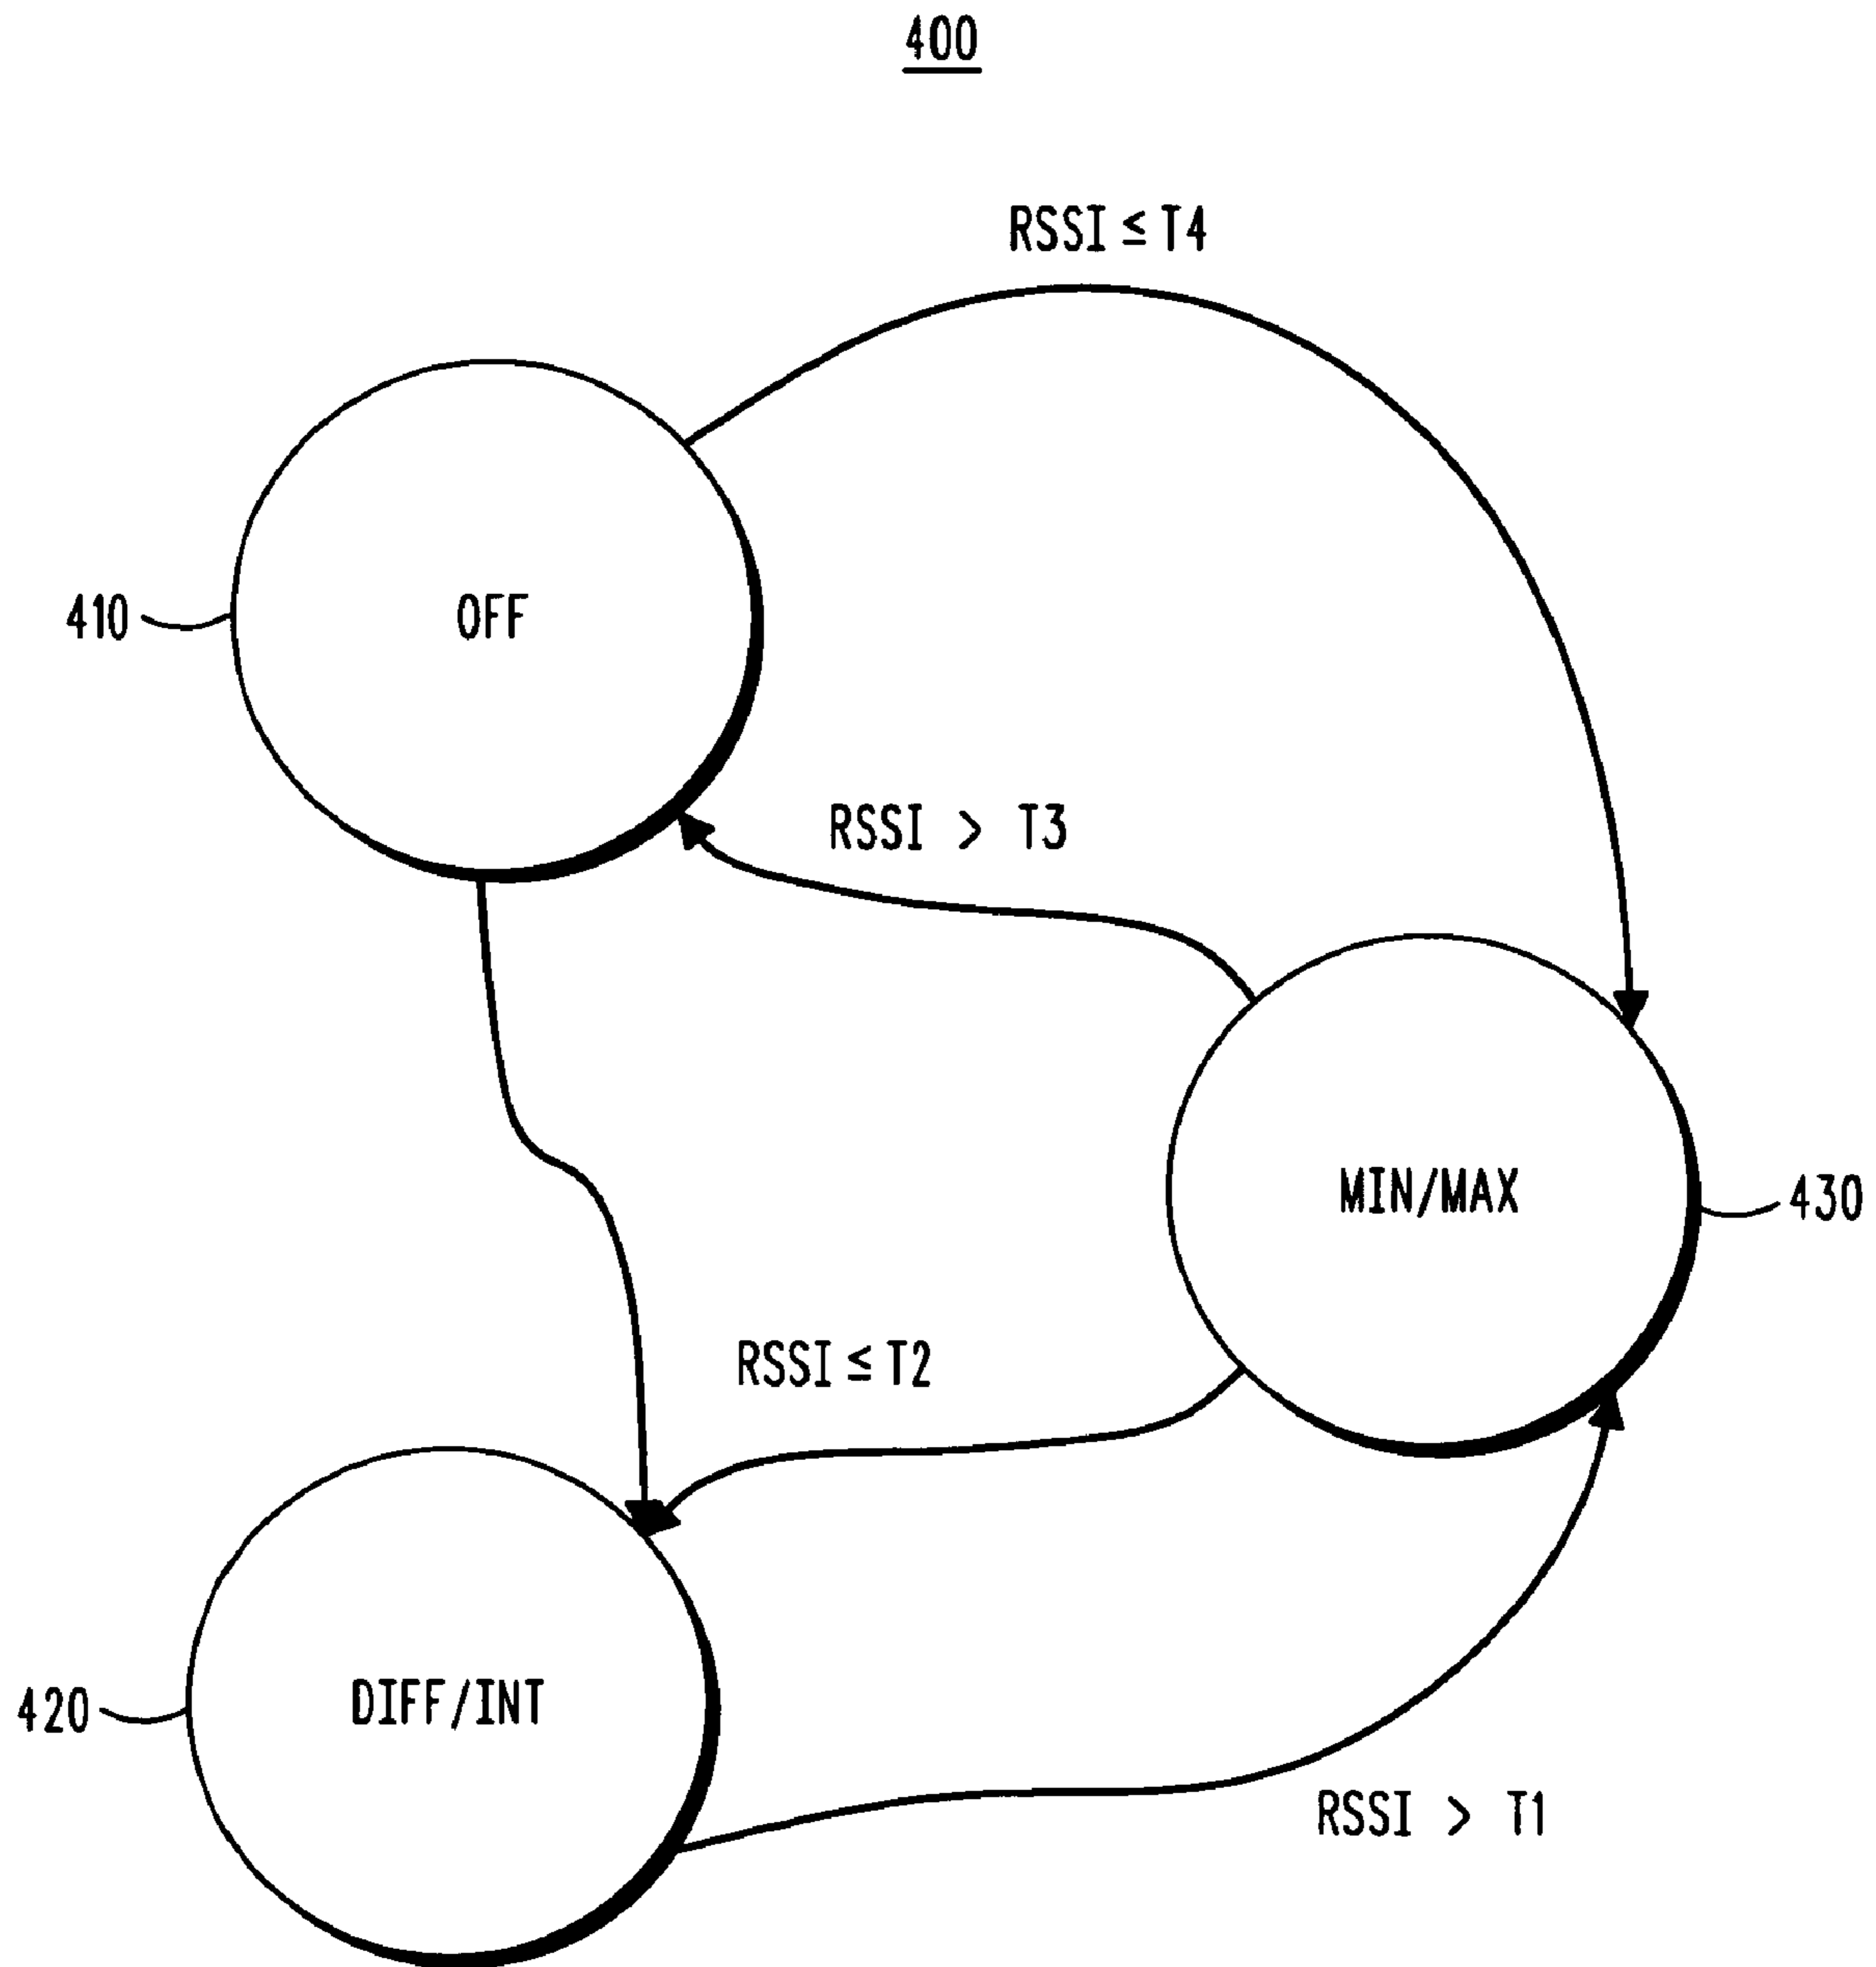 400
RSSI ≤ T4
410
OFF
RSSI > T3
MIN/MAX
430
RSSI ≤ T2
420
DIFF/INT
RSSI > T1